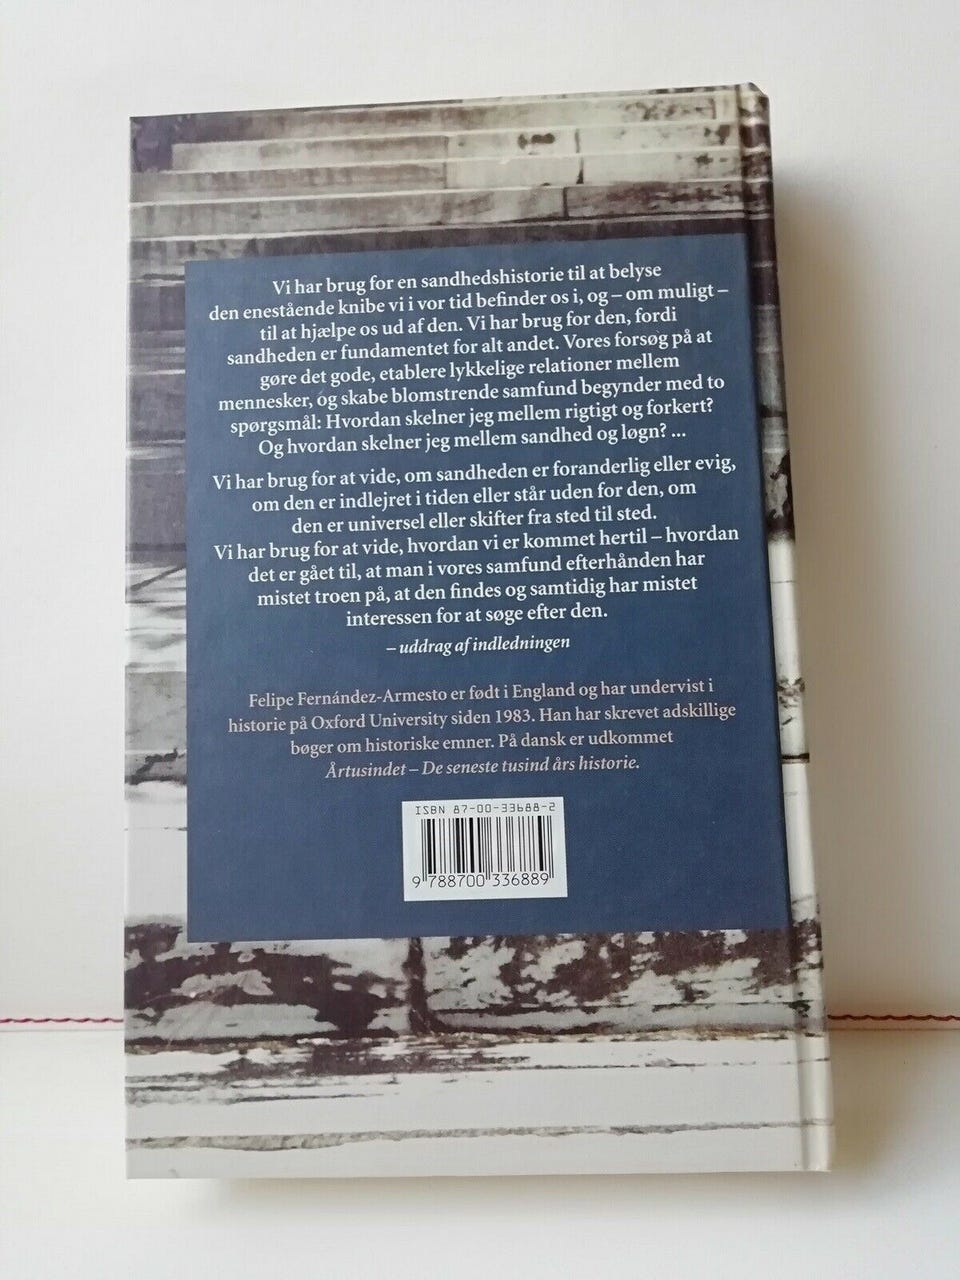 Vi har brug for en sandhedshistorie til at belyse
den enestående knibe vi i vor tid befinder os i, og – om muligt –
til at hjælpe os ud af den. Vi har brug for den, fordi
sandheden er fundamentet for alt andet. Vores forsøg på at
gøre det gode, etablere lykkelige relationer mellem
mennesker, og skabe blomstrende samfund begynder med to
spørgsmål: Hvordan skelner jeg mellem rigtigt og forkert?
Og hvordan skelner jeg mellem sandhed og løgn? ...
Vi har brug for at vide, om sandheden er foranderlig eller evig,
om den er indlejret i tiden eller står uden for den, om
den er universel eller skifter fra sted til sted.
Vi har brug for at vide, hvordan vi er kommet hertil – hvordan
det er gået til, at man i vores samfund efterhånden har
mistet troen på, at den findes og samtidig har mistet
interessen for at søge efter den.
– uddrag af indledningen
Felipe Fernández-Armesto er født i England og har undervist i
historie på Oxford University siden 1983. Han har skrevet adskillige
bøger om historiske emner. På dansk er udkommet
Årtusindet – De seneste tusind års historie.
ISBN 87-00-33688-2
9 788700 336889